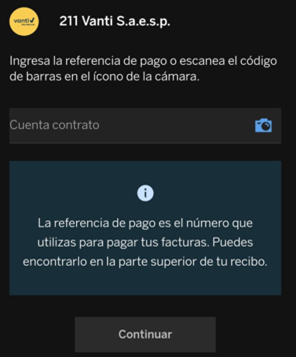 vanti
211 Vanti S.a.e.s.p.
Ingresa la referencia de pago o escanea el código
de barras en el ícono de la cámara.
Cuenta contrato
La referencia de pago es el número que
utilizas para pagar tus facturas. Puedes
encontrarlo en la parte superior de tu recibo.
Continuar